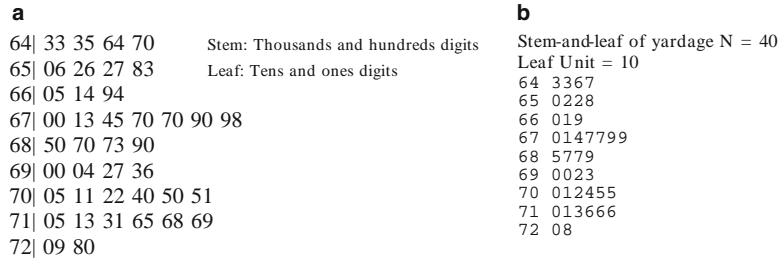 a
64| 33 35 64 70 Stem: Thousands and hundreds digits
65| 06 26 27 83 Leaf: Tens and ones digits
66| 05 14 94
67| 00 13 45 70 70 90 98
68| 50 70 73 90
69| 00 04 27 36
70| 05 11 22 40 50 51
71| 05 13 31 65 68 69
72| 09 80
b
Stem-and-leaf of yardage N = 40
Leaf Unit = 10
64 3367
65 0228
66 019
67 0147799
68 5779
69 0023
70 012455
71 013666
72 08